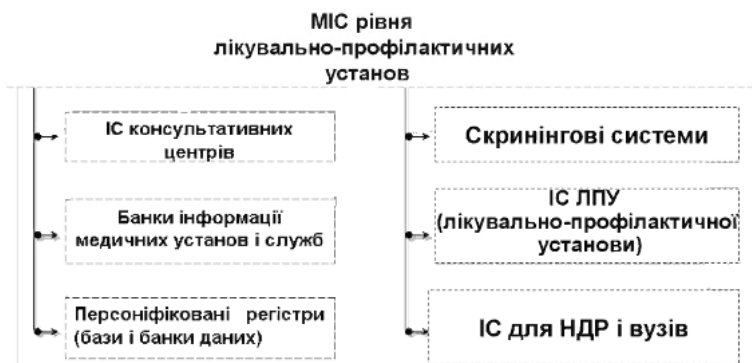 МІС рівня
лікувально-профілактичних
установ
ІС консультативних
центрів
Банки інформації
медичних установ і служб
Персоніфіковані регістри
(бази і банки даних)
Скринінгові системи
ІС ЛПУ
(лікувально-профілактичної
установи)
ІС для НДР і вузів